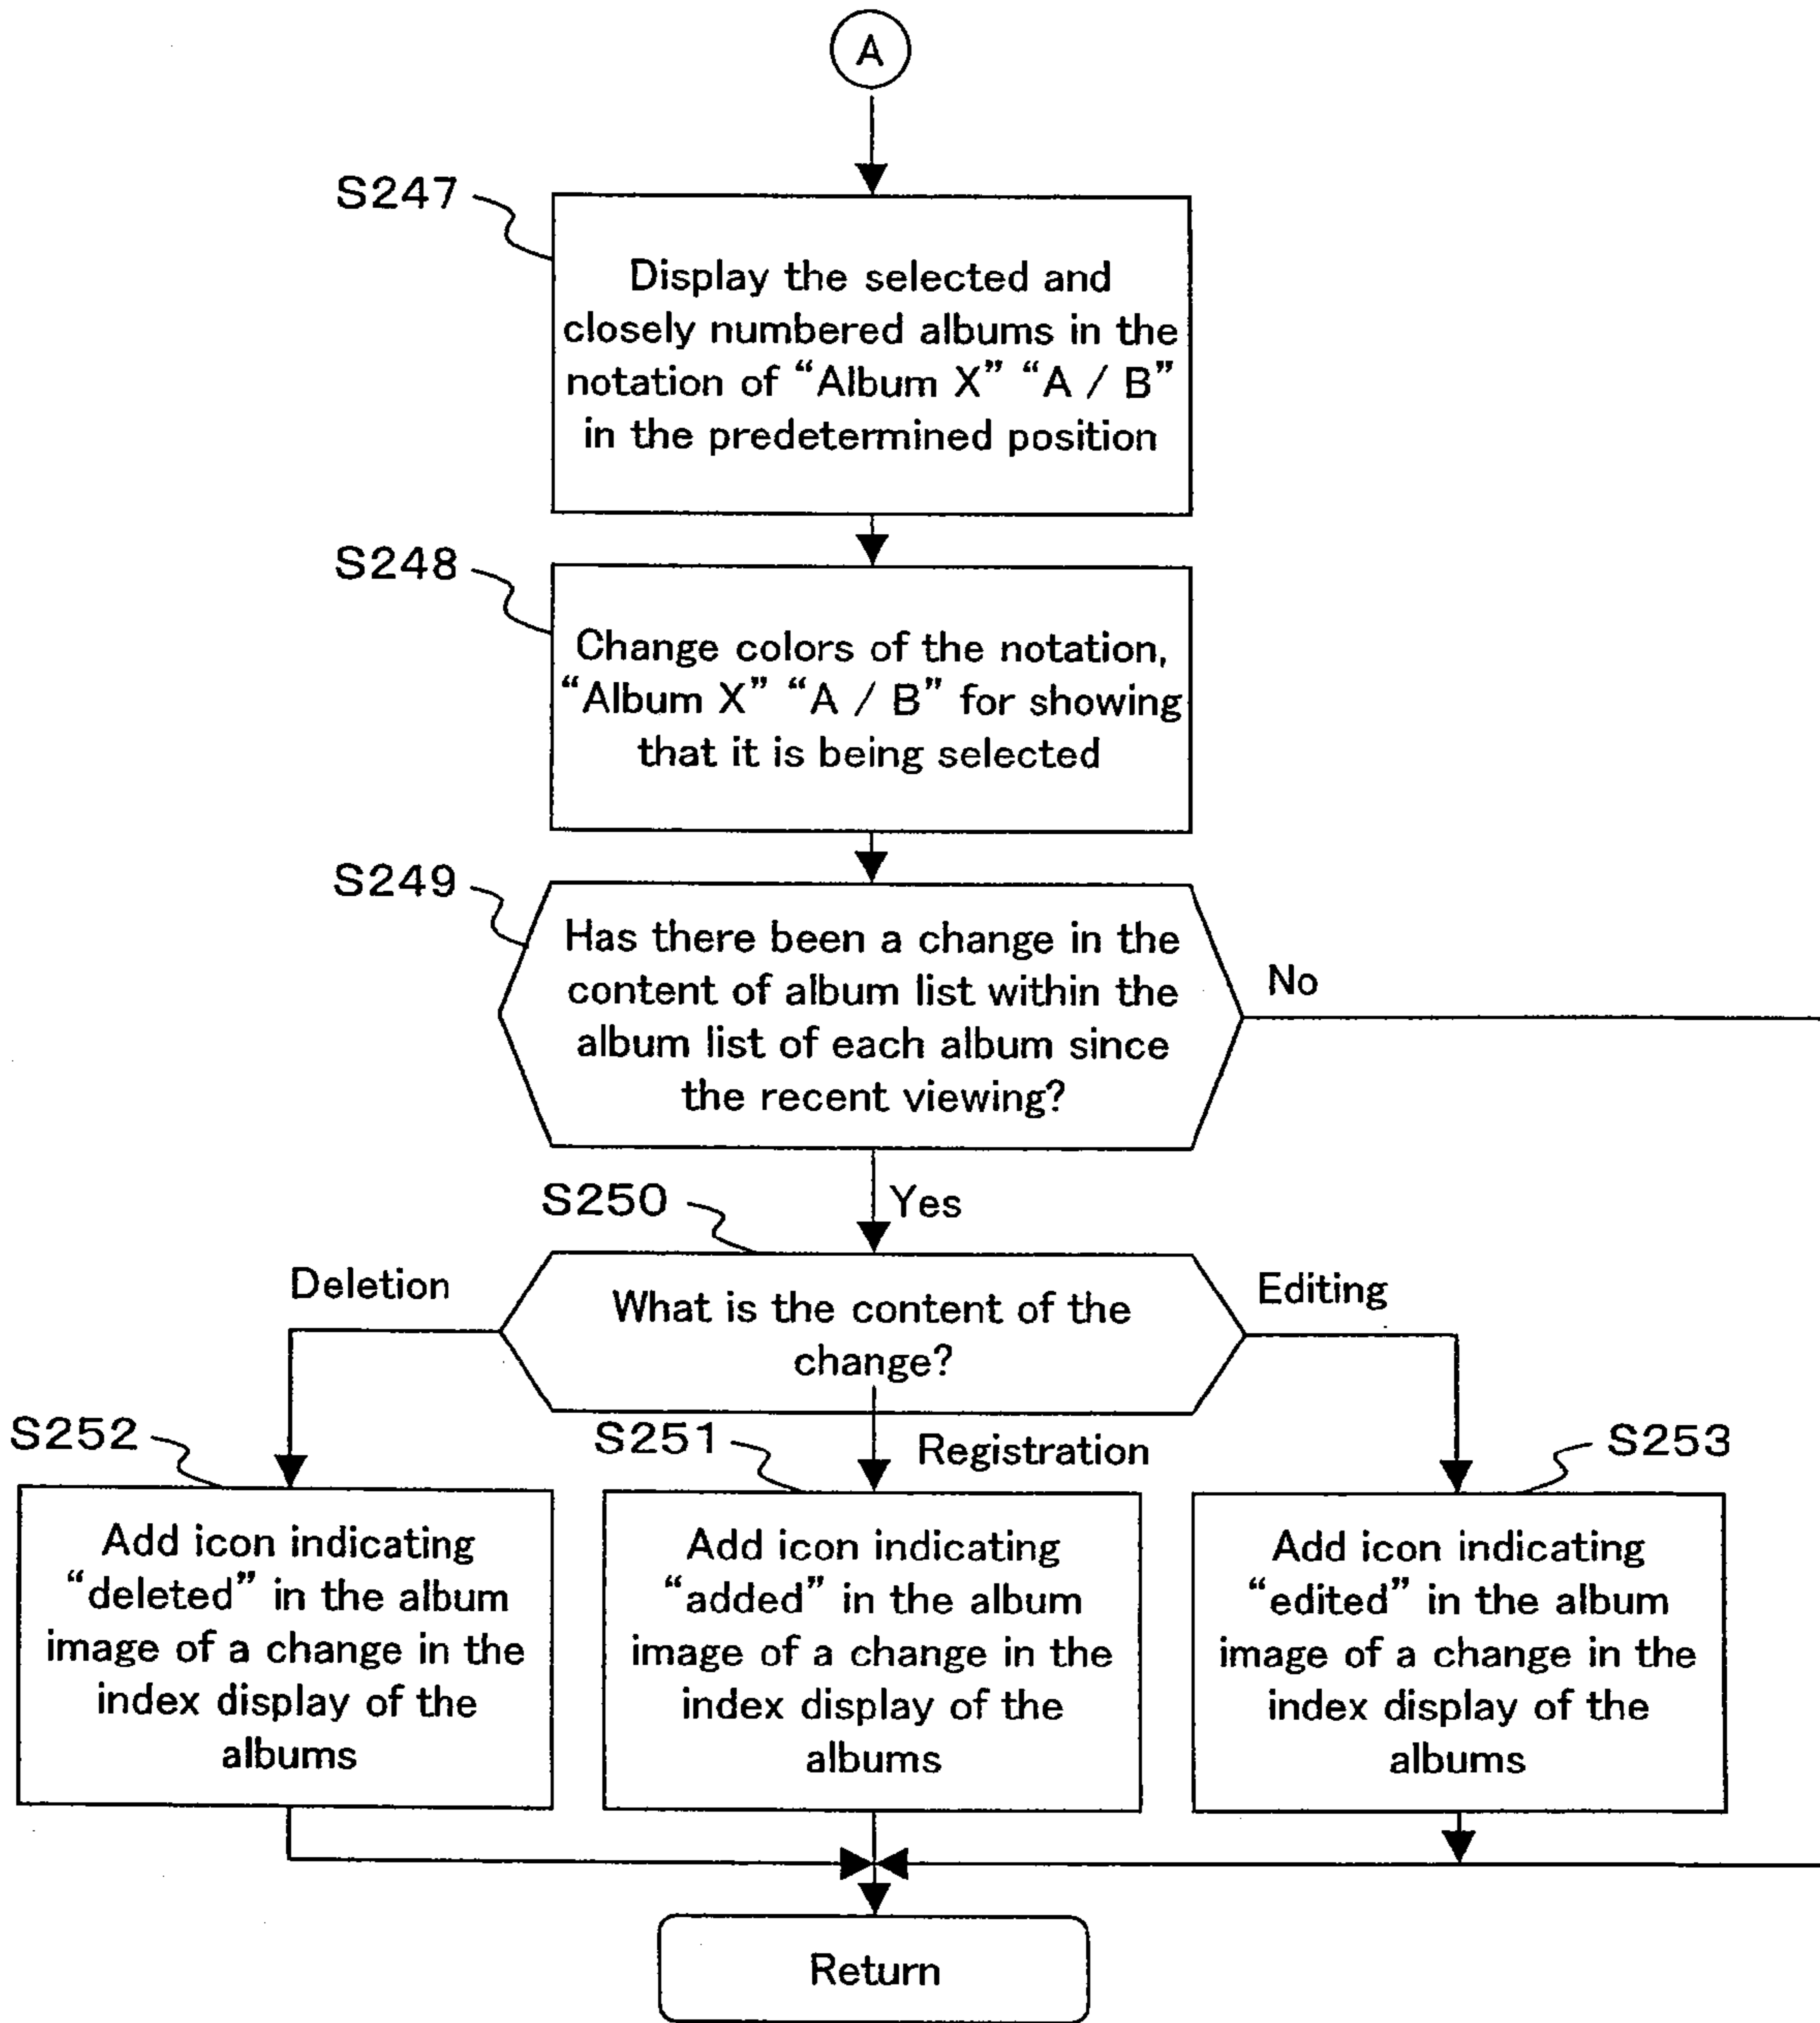 A
S247
Display the selected and
closely numbered albums in the
notation of “Album X” “A / B”
in the predetermined position
S248
Change colors of the notation,
“Album X” “A / B” for showing
that it is being selected
S249
Has there been a change in the
content of album list within the
album list of each album since
the recent viewing?
No
Yes
S250
What is the content of the
change?
Deletion
Editing
Registration
S252
Add icon indicating
“deleted” in the album
image of a change in the
index display of the
albums
S251
Add icon indicating
“added” in the album
image of a change in the
index display of the
albums
S253
Add icon indicating
“edited” in the album
image of a change in the
index display of the
albums
Return